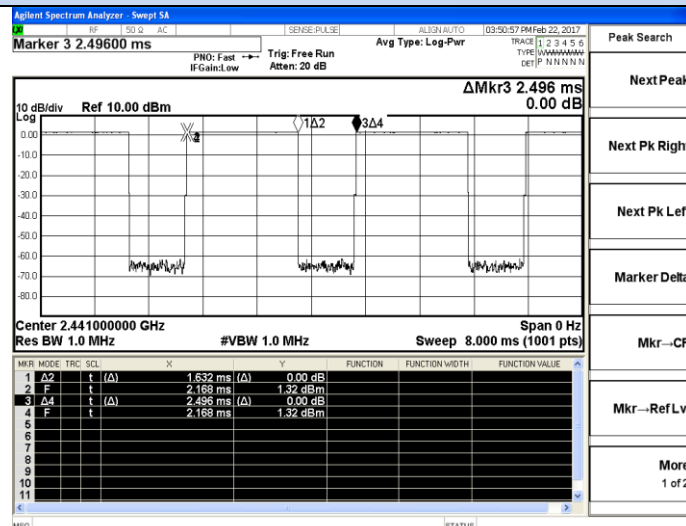 Agilent Spectrum Analyzer - Swept SA
RF 50 Ω AC SENSE:PULSE ALIGN AUTO 03:50:57 PM Feb 22, 2017
Marker 3 2.49600 ms
PNO: Fast
IFGain:Low
Trig: Free Run
Atten: 20 dB
Avg Type: Log-Pwr
TRACE 1 2 3 4 5 6
TYPE WWWWWW
DET P N N N N N
Peak Search
ΔMkr3 2.496 ms
0.00 dB
10 dB/div Ref 10.00 dBm
Log
1Δ2 3Δ4
0.00
-10.0
-20.0
-30.0
-40.0
-50.0
-60.0
-70.0
-80.0
Center 2.441000000 GHz Span 0 Hz
Res BW 1.0 MHz #VBW 1.0 MHz Sweep 8.000 ms (1001 pts)
MKR MODE TRC SCL X Y FUNCTION FUNCTION WIDTH FUNCTION VALUE
1 Δ2 t (Δ) 1.632 ms (Δ) 0.00 dB
2 F t 2.168 ms 1.32 dBm
3 Δ4 t (Δ) 2.496 ms (Δ) 0.00 dB
4 F t 2.168 ms 1.32 dBm
5
6
7
8
9
10
11
MSG STATUS
Next Peak
Next Pk Right
Next Pk Left
Marker Delta
Mkr→CF
Mkr→Ref Lv
More
1 of 2